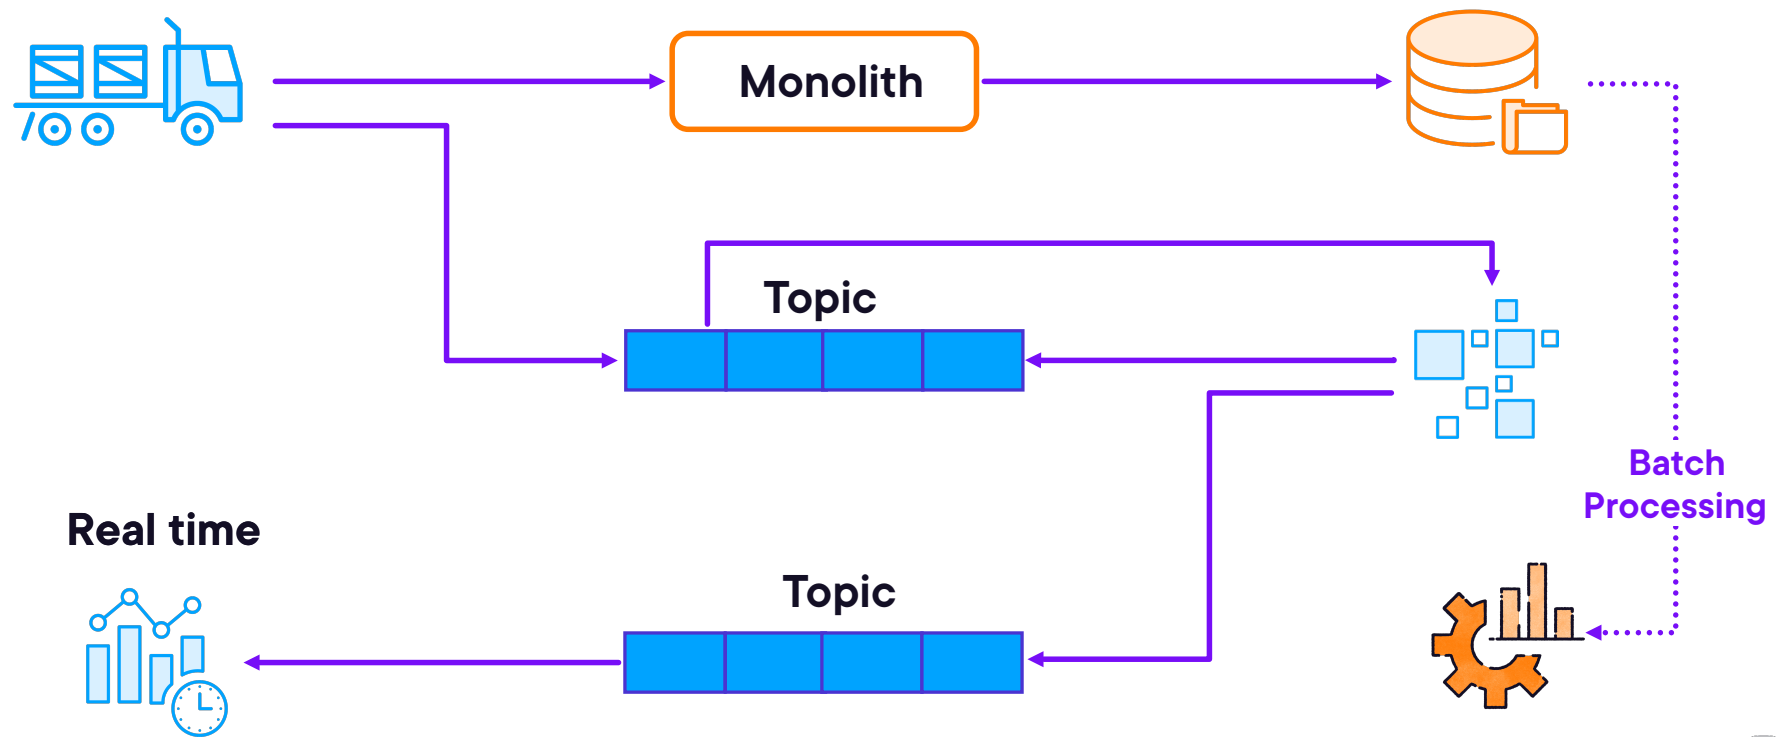 Monolith
Topic
Batch
Processing
Real time
Topic